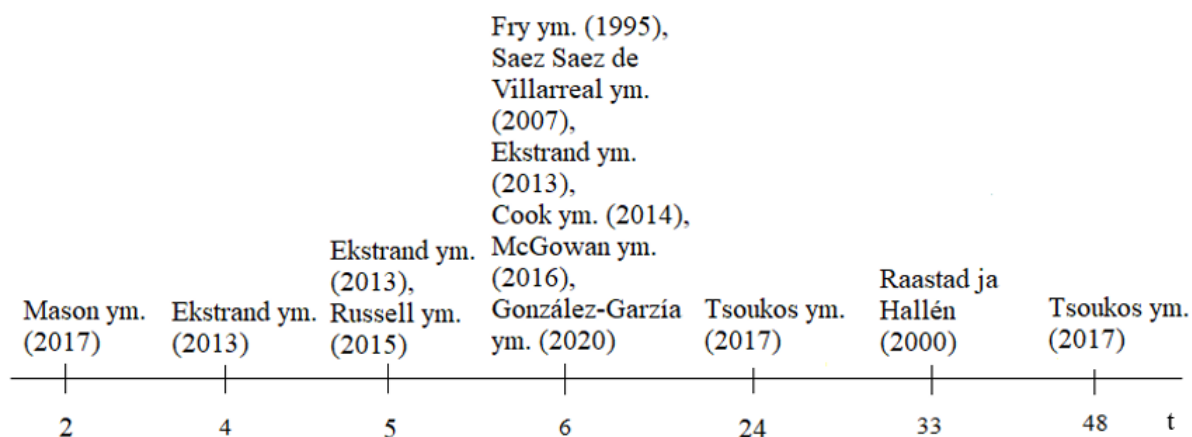 Mason ym.
(2017)
Ekstrand ym.
(2013)
Ekstrand ym.
(2013),
Russell ym.
(2015)
Fry ym. (1995),
Saez Saez de
Villarreal ym.
(2007),
Ekstrand ym.
(2013),
Cook ym. (2014),
McGowan ym.
(2016),
González-Garzía
ym. (2020)
Tsoukos ym.
(2017)
Raastad ja
Hallén
(2000)
Tsoukos ym.
(2017)
2 4 5 6 24 33 48 t